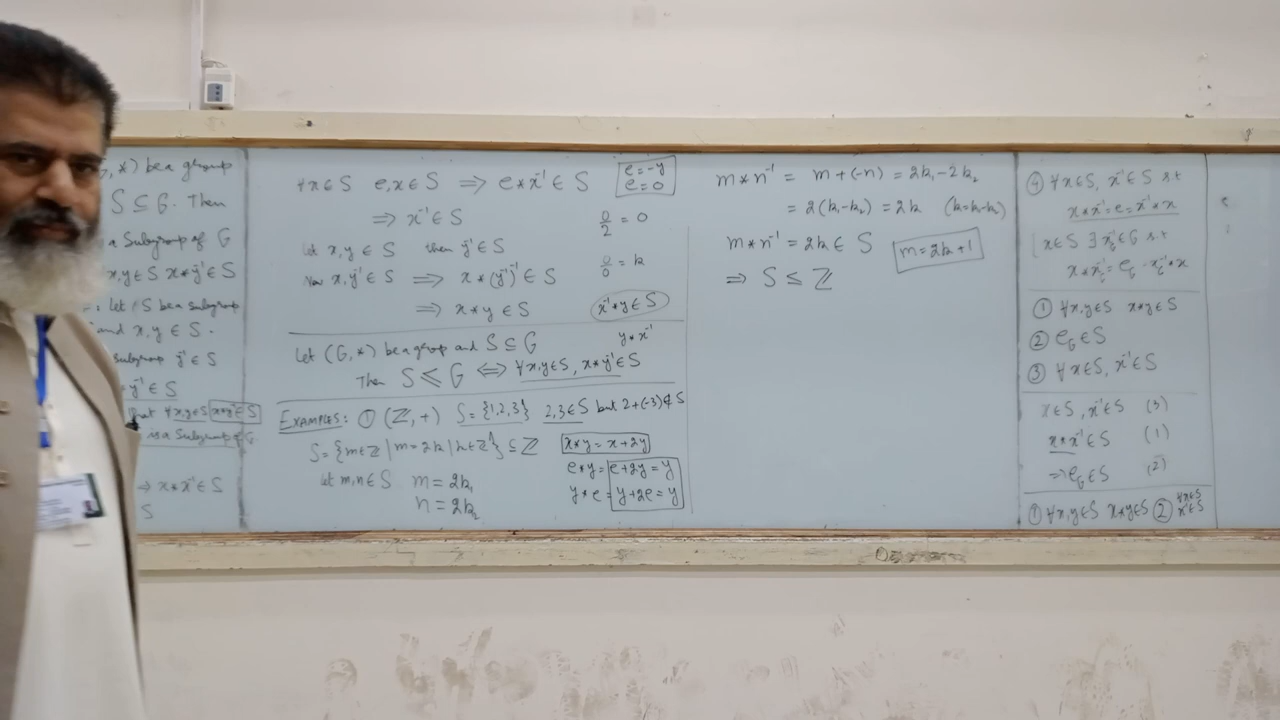 , *) be a group
S ⊆ G. Then
a Subgroup of G
x,y∈S x*y⁻¹∈S
: Let S be a subgroup
and x, y ∈ S.
subgroup y⁻¹∈ S
y⁻¹ ∈ S
that ∀x,y∈S x*y⁻¹∈S
is a Subgroup of G.
⇒ x*x⁻¹∈ S
S
∀x∈S e,x∈S ⇒ e*x⁻¹∈ S
⇒ x⁻¹∈ S
Let x, y ∈ S then y⁻¹∈S
Now x,y⁻¹∈S ⇒ x*(y⁻¹)⁻¹∈S
⇒ x*y ∈S
e=-y
e=0
0/2 = 0
0/0 = k
x⁻¹*y∈S
y*x⁻¹
Let (G,*) be a group and S⊆G
Then S ≤ G ⇔ ∀x,y∈S, x*y⁻¹∈S
EXAMPLES: ① (ℤ,+) S={1,2,3} 2,3∈S but 2+(-3)∉S
S={m∈ℤ | m=2k | k∈ℤ} ⊆ ℤ
Let m,n∈S m = 2k₁
n = 2k₂
x*y = x+2y
e*y = e+2y = y
y*e = y+2e = y
m*n⁻¹ = m+(-n) = 2k₁-2k₂
= 2(k₁-k₂) = 2k (k=k₁-k₂)
m*n⁻¹ = 2k ∈ S
m=2k+1
⇒ S ≤ ℤ
④ ∀x∈S, x⁻¹∈S s.t
x*x⁻¹=e=x⁻¹*x
x∈S ∃ x_G⁻¹∈G s.t
x*x_G⁻¹=e_G=x_G⁻¹*x
① ∀x,y∈S x*y∈S
② e_G∈S
③ ∀x∈S, x⁻¹∈S
x∈S, x⁻¹∈S (3)
x*x⁻¹∈S (1)
⇒e_G∈S (2)
① ∀x,y∈S x*y∈S ② ∀x∈S
x⁻¹∈S